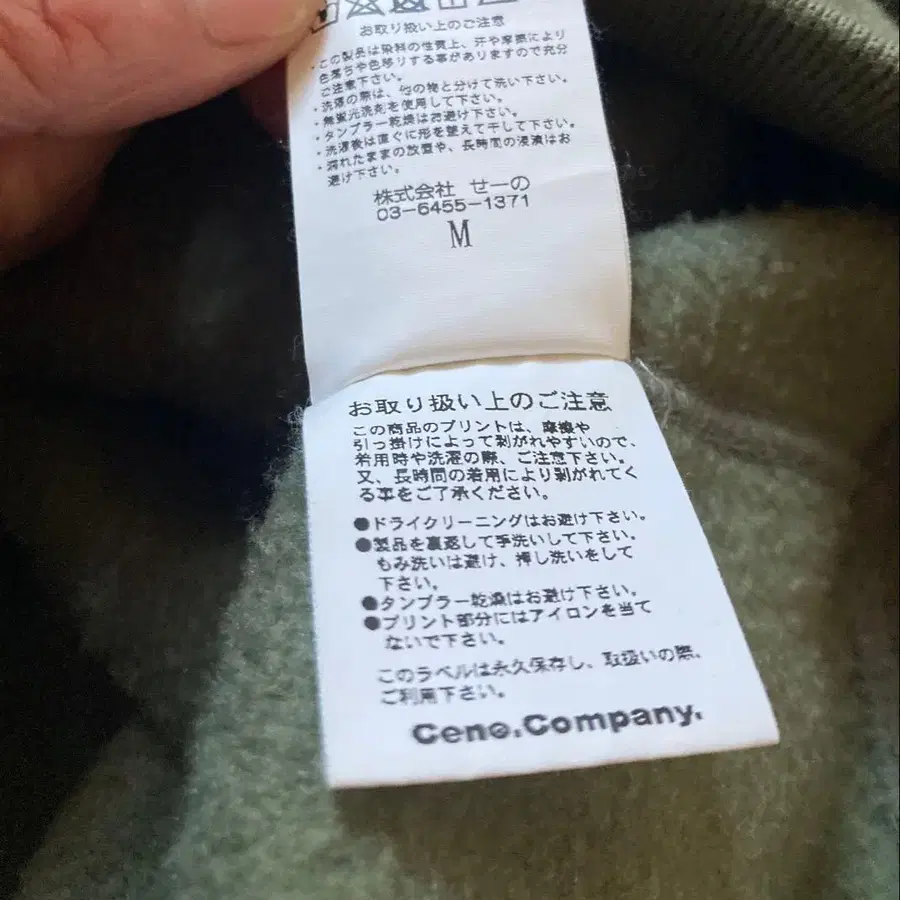 お取り扱い上のご注意
・この製品は染料の性質上、汗や摩擦により
色落ちや色移りする事がありますので充分
ご注意下さい。
・洗濯の際は、他の物と分けて洗い下さい。
・無蛍光洗剤を使用して下さい。
・タンブラー乾燥はお避け下さい。
・洗濯後は直ぐに形を整えて干して下さい。
・濡れたままの放置や、長時間の浸漬はお
避け下さい。
株式会社 せーの
03-6455-1371
M
お取り扱い上のご注意
この商品のプリントは、摩擦や
引っ掛けによって剥がれやすいので、
着用時や洗濯の際、ご注意下さい。
又、長時間の着用により剥がれてく
る事をご了承ください。
●ドライクリーニングはお避け下さい。
●製品を裏返して手洗いして下さい。
もみ洗いは避け、押し洗いをして
下さい。
●タンブラー乾燥はお避け下さい。
●プリント部分にはアイロンを当て
ないで下さい。
このラベルは永久保存し、取扱いの際、
ご利用下さい。
Ceno.Company.